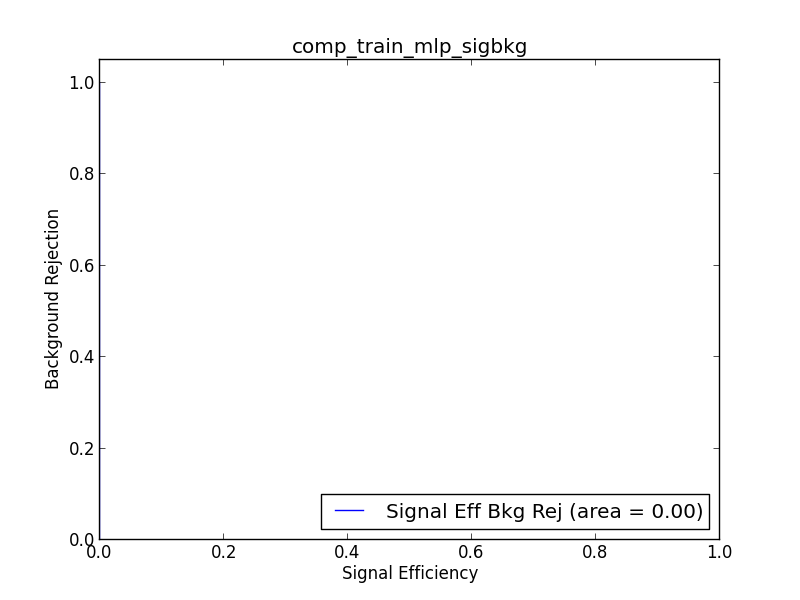 comp_train_mlp_sigbkg
Background Rejection
1.0
0.8
0.6
0.4
0.2
0.0
Signal Eff Bkg Rej (area = 0.00)
0.0 0.2 0.4 0.6 0.8 1.0
Signal Efficiency